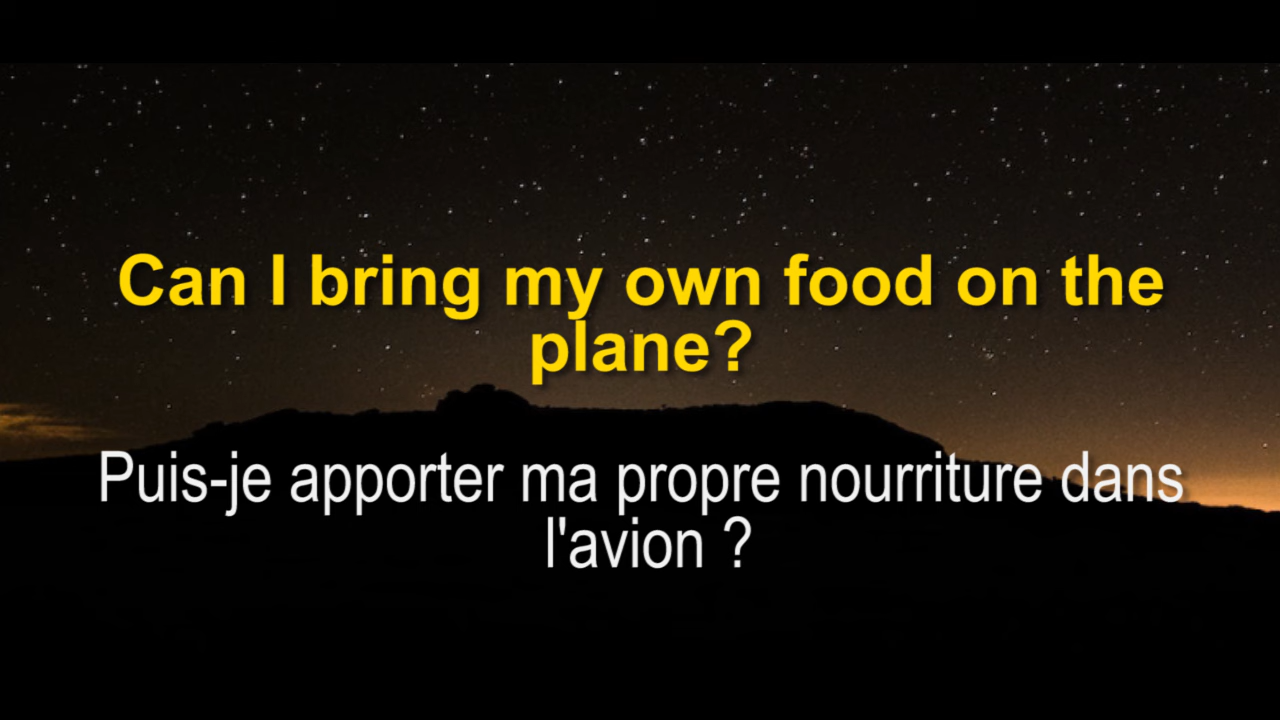 Can I bring my own food on the
plane?
Puis-je apporter ma propre nourriture dans
l'avion ?